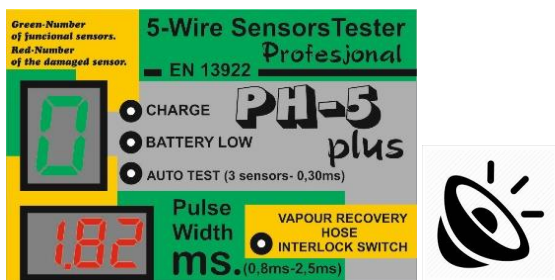 Green-Number
of funcional sensors.
Red-Number
of the damaged sensor.
5-Wire SensorsTester
Profesjonal
EN 13922
0
CHARGE
BATTERY LOW
AUTO TEST (3 sensors- 0,30ms)
PH-5
plus
1.82
Pulse
Width
ms.(0,8ms-2,5ms)
VAPOUR RECOVERY
HOSE
INTERLOCK SWITCH